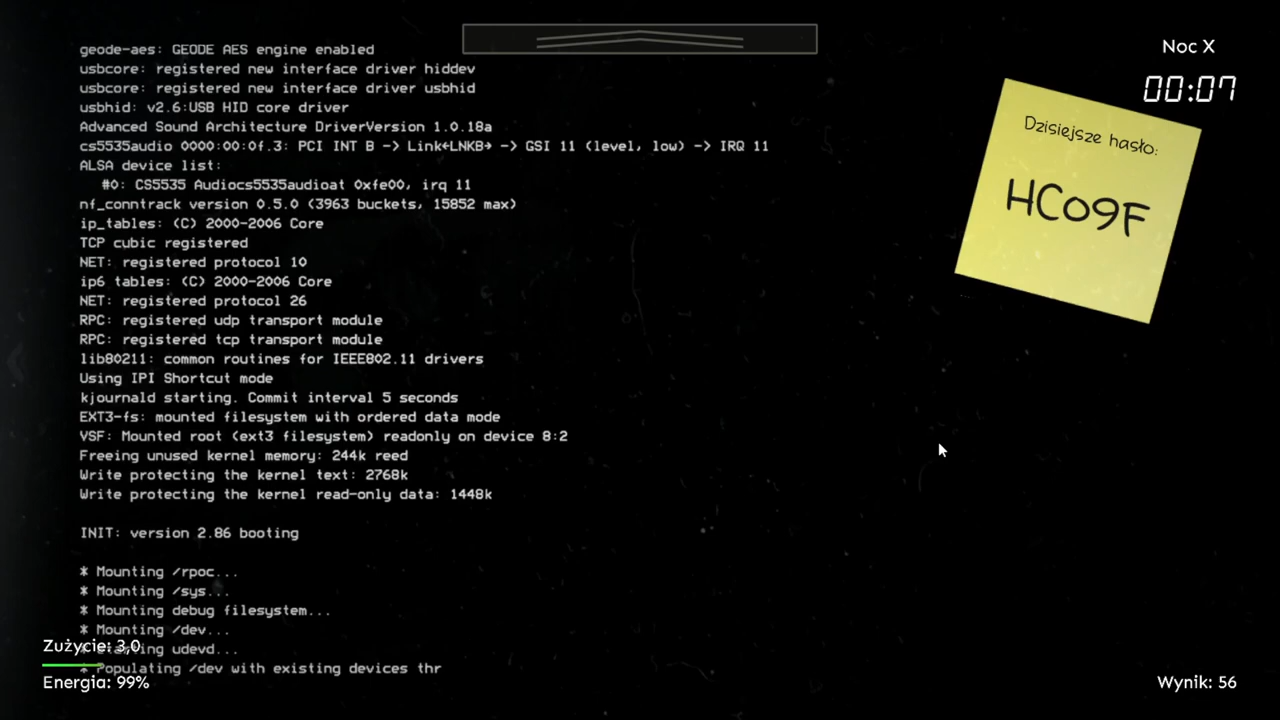 geode-aes: GEODE AES engine enabled
usbcore: registered new interface driver hiddev
usbcore: registered new interface driver usbhid
usbhid: v2.6:USB HID core driver
Advanced Sound Architecture DriverVersion 1.0.18a
cs5535audio 0000:00:0f.3: PCI INT B -> Link←LNKB→ -> GSI 11 (level, low) -> IRQ 11
ALSA device list:
#0: CS5535 Audiocs5535audioat 0xfe00, irq 11
nf_conntrack version 0.5.0 (3963 buckets, 15852 max)
ip_tables: (C) 2000-2006 Core
TCP cubic registered
NET: registered protocol 10
ip6 tables: (C) 2000-2006 Core
NET: registered protocol 26
RPC: registered udp transport module
RPC: registered tcp transport module
lib80211: common routines for IEEE802.11 drivers
Using IPI Shortcut mode
kjournald starting. Commit interval 5 seconds
EXT3-fs: mounted filesystem with ordered data mode
VSF: Mounted root (ext3 filesystem) readonly on device 8:2
Freeing unused kernel memory: 244k reed
Write protecting the kernel text: 2768k
Write protecting the kernel read-only data: 1448k
INIT: version 2.86 booting
* Mounting /rpoc...
* Mounting /sys...
* Mounting debug filesystem...
* Mounting /dev...
* Starting udevd...
* Populating /dev with existing devices thr
Zużycie: 3,0
Energia: 99%
Noc X
00:07
Dzisiejsze hasło:
HCo9F
Wynik: 56